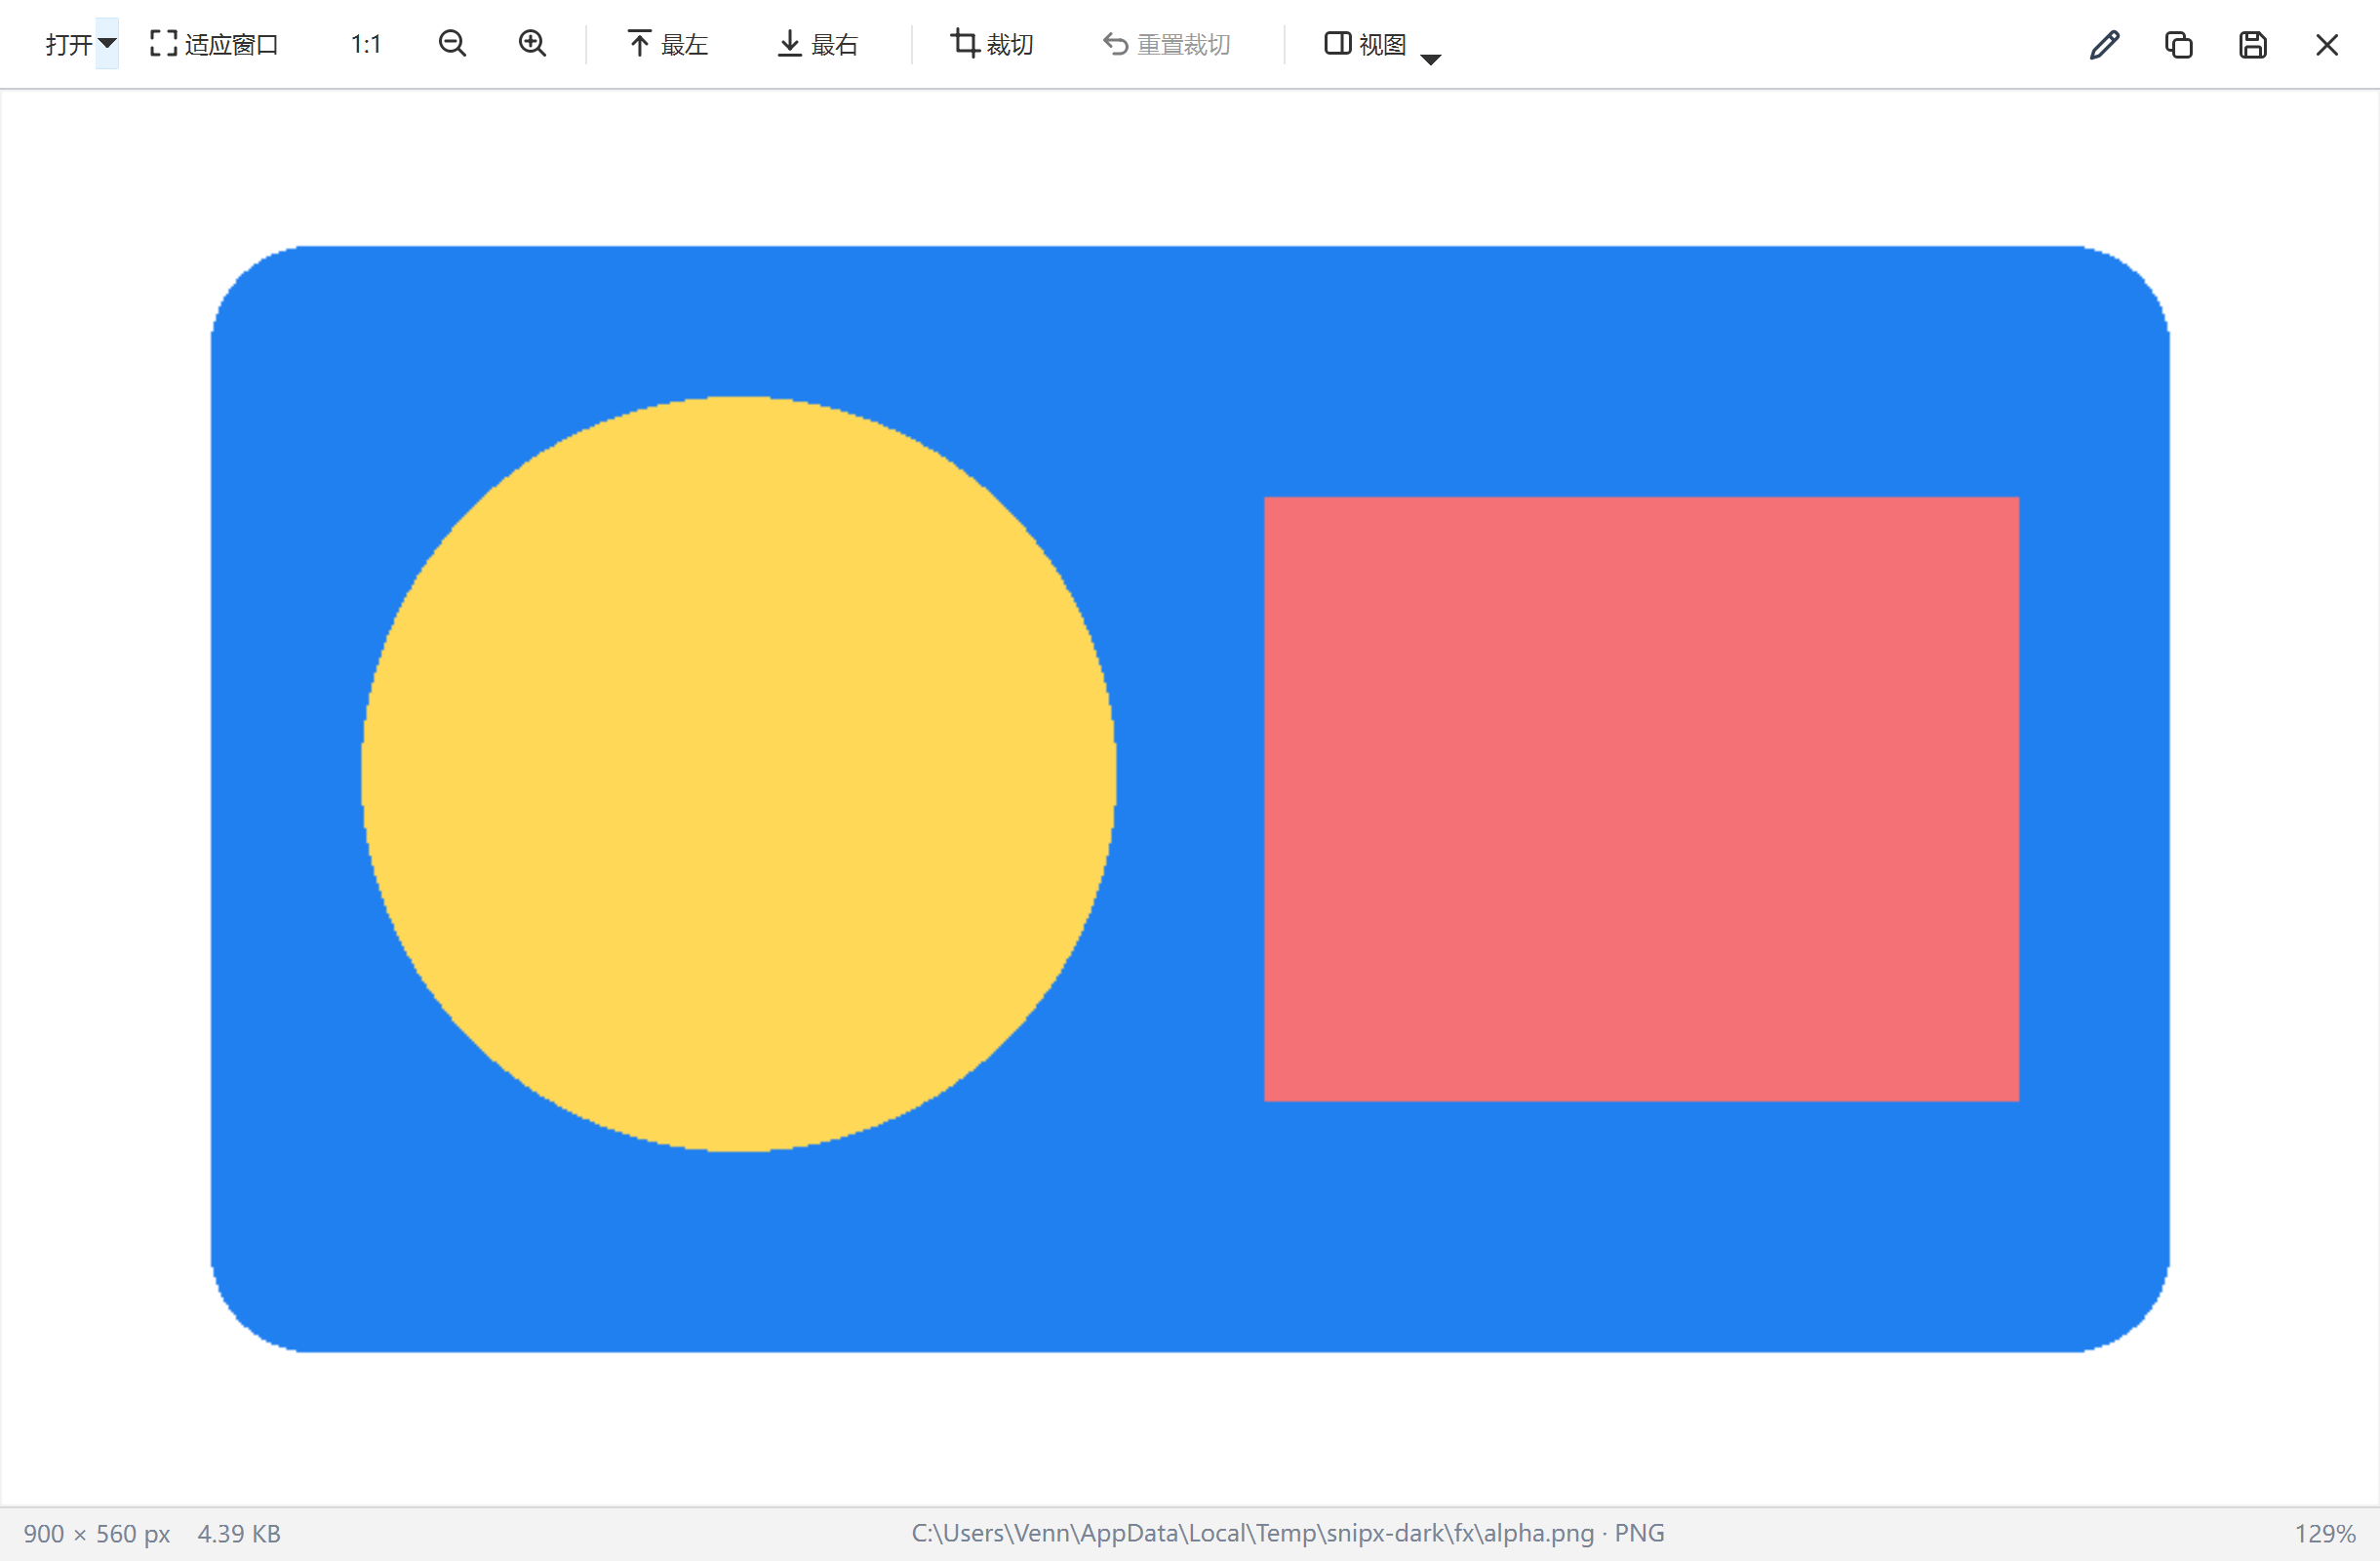 打开 适应窗口 1:1 最左 最右 裁切 重置裁切 视图
900 × 560 px 4.39 KB C:\Users\Venn\AppData\Local\Temp\snipx-dark\fx\alpha.png · PNG 129%